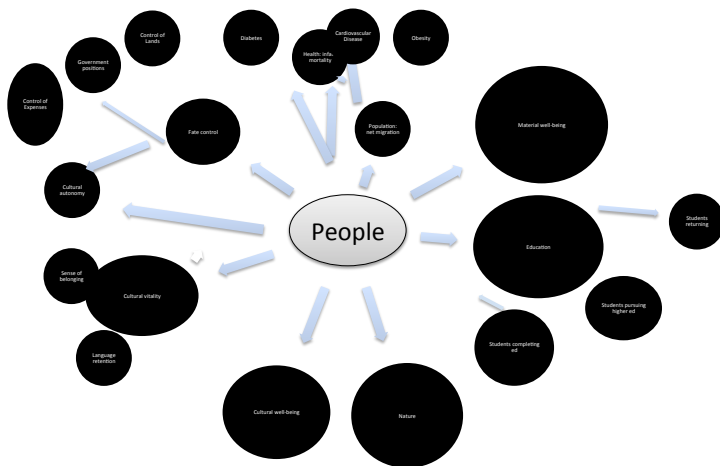 Control of
Lands
Diabetes
Cardiovascular
Disease
Obesity
Government
positions
Health: infa
mortality
Control of
Expenses
Fate control
Population:
net migration
Material well-being
Cultural
autonomy
People
Students
returning
Education
Sense of
belonging
Cultural vitality
Students pursuing
higher ed
Language
retention
Students completing
ed
Cultural well-being
Nature